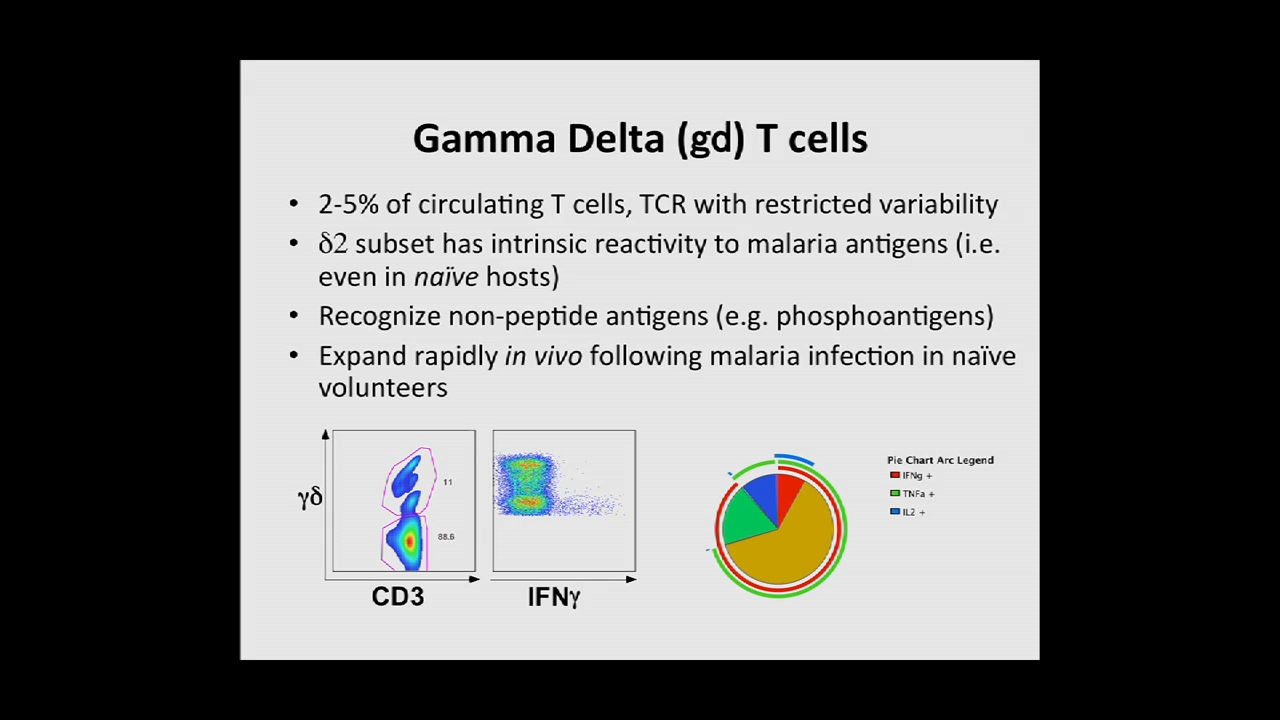 Gamma Delta (gd) T cells
• 2-5% of circulating T cells, TCR with restricted variability
• δ2 subset has intrinsic reactivity to malaria antigens (i.e.
even in naïve hosts)
• Recognize non-peptide antigens (e.g. phosphoantigens)
• Expand rapidly in vivo following malaria infection in naïve
volunteers
γδ
11
88.6
CD3
IFNγ
Pie Chart Arc Legend
IFNg +
TNFa +
IL2 +